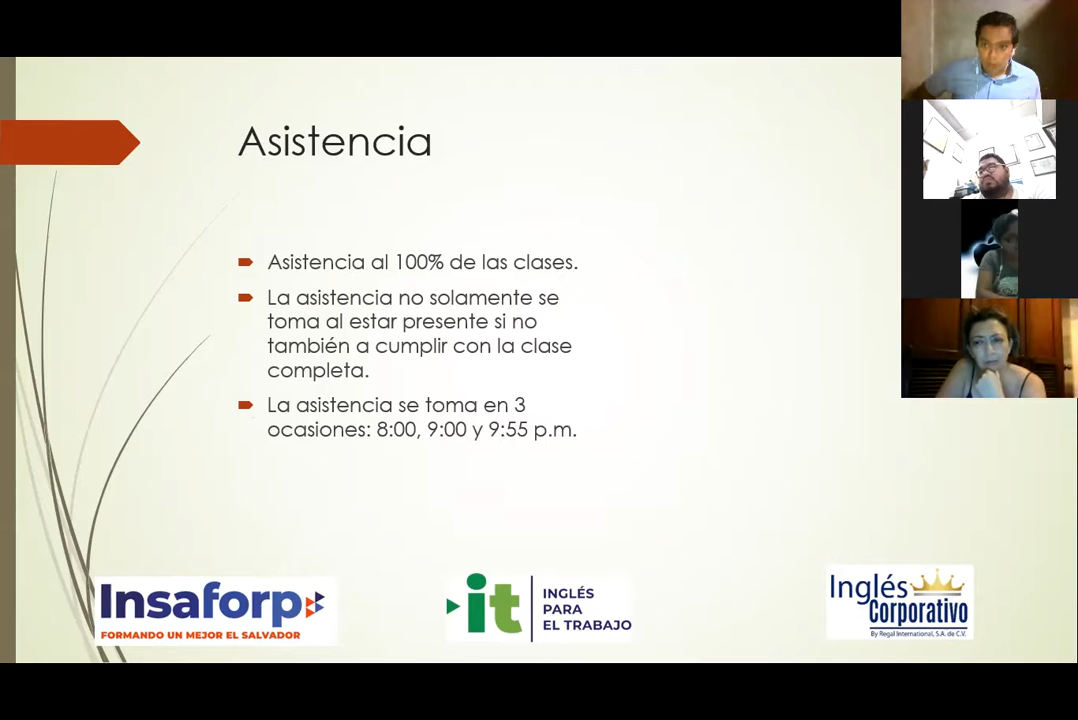 Asistencia
Asistencia al 100% de las clases.
La asistencia no solamente se
toma al estar presente si no
también a cumplir con la clase
completa.
La asistencia se toma en 3
ocasiones: 8:00, 9:00 y 9:55 p.m.
Insaforp
FORMANDO UN MEJOR EL SALVADOR
it
INGLÉS
PARA
EL TRABAJO
Inglés
Corporativo
By Regal International, S.A. de C.V.